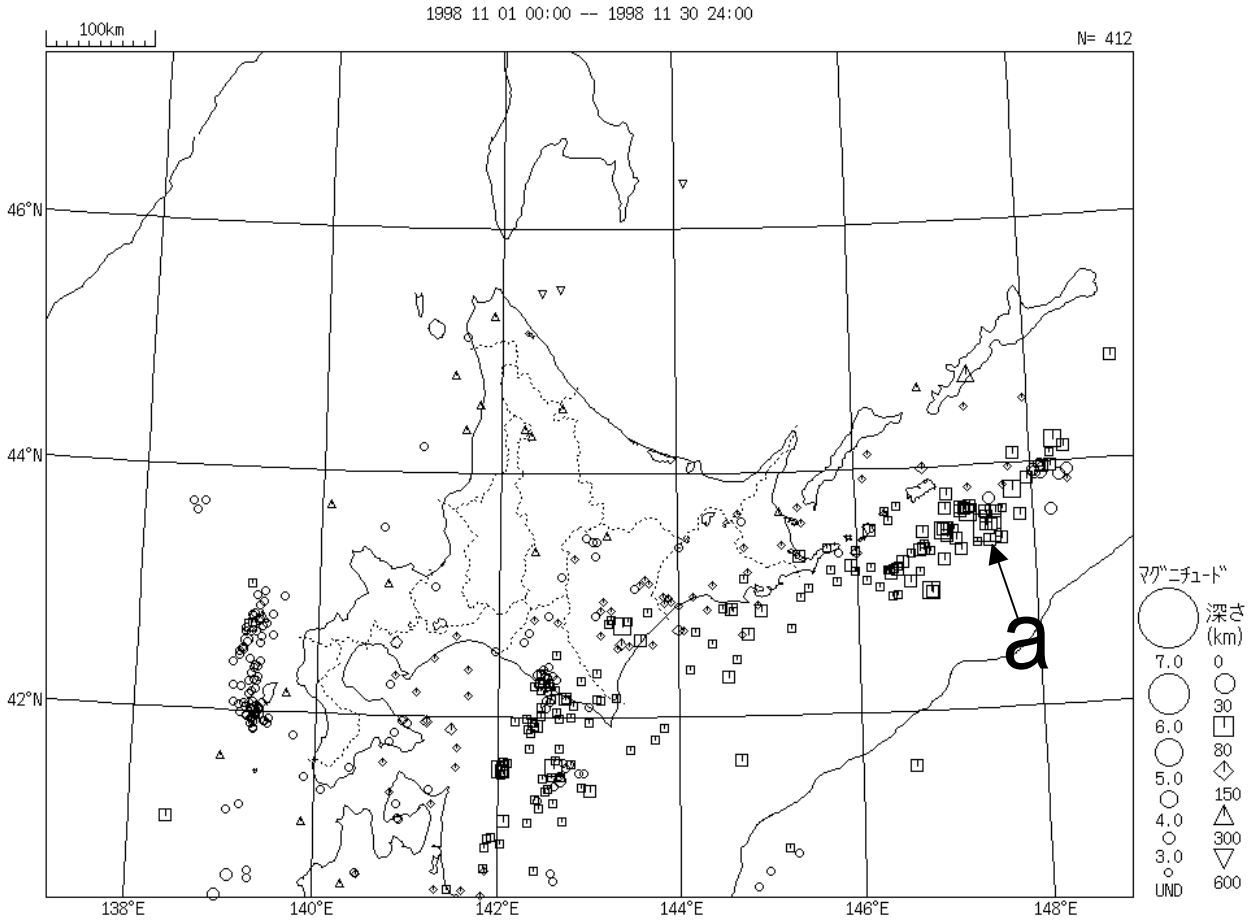 1998 11 01 00:00 -- 1998 11 30 24:00
100km
N= 412
46°N
44°N
42°N
138°E
140°E
142°E
144°E
146°E
148°E
a
ﾏｸﾞﾆﾁｭｰﾄﾞ
7.0
6.0
5.0
4.0
3.0
UND
深さ
(km)
0
30
80
150
300
600